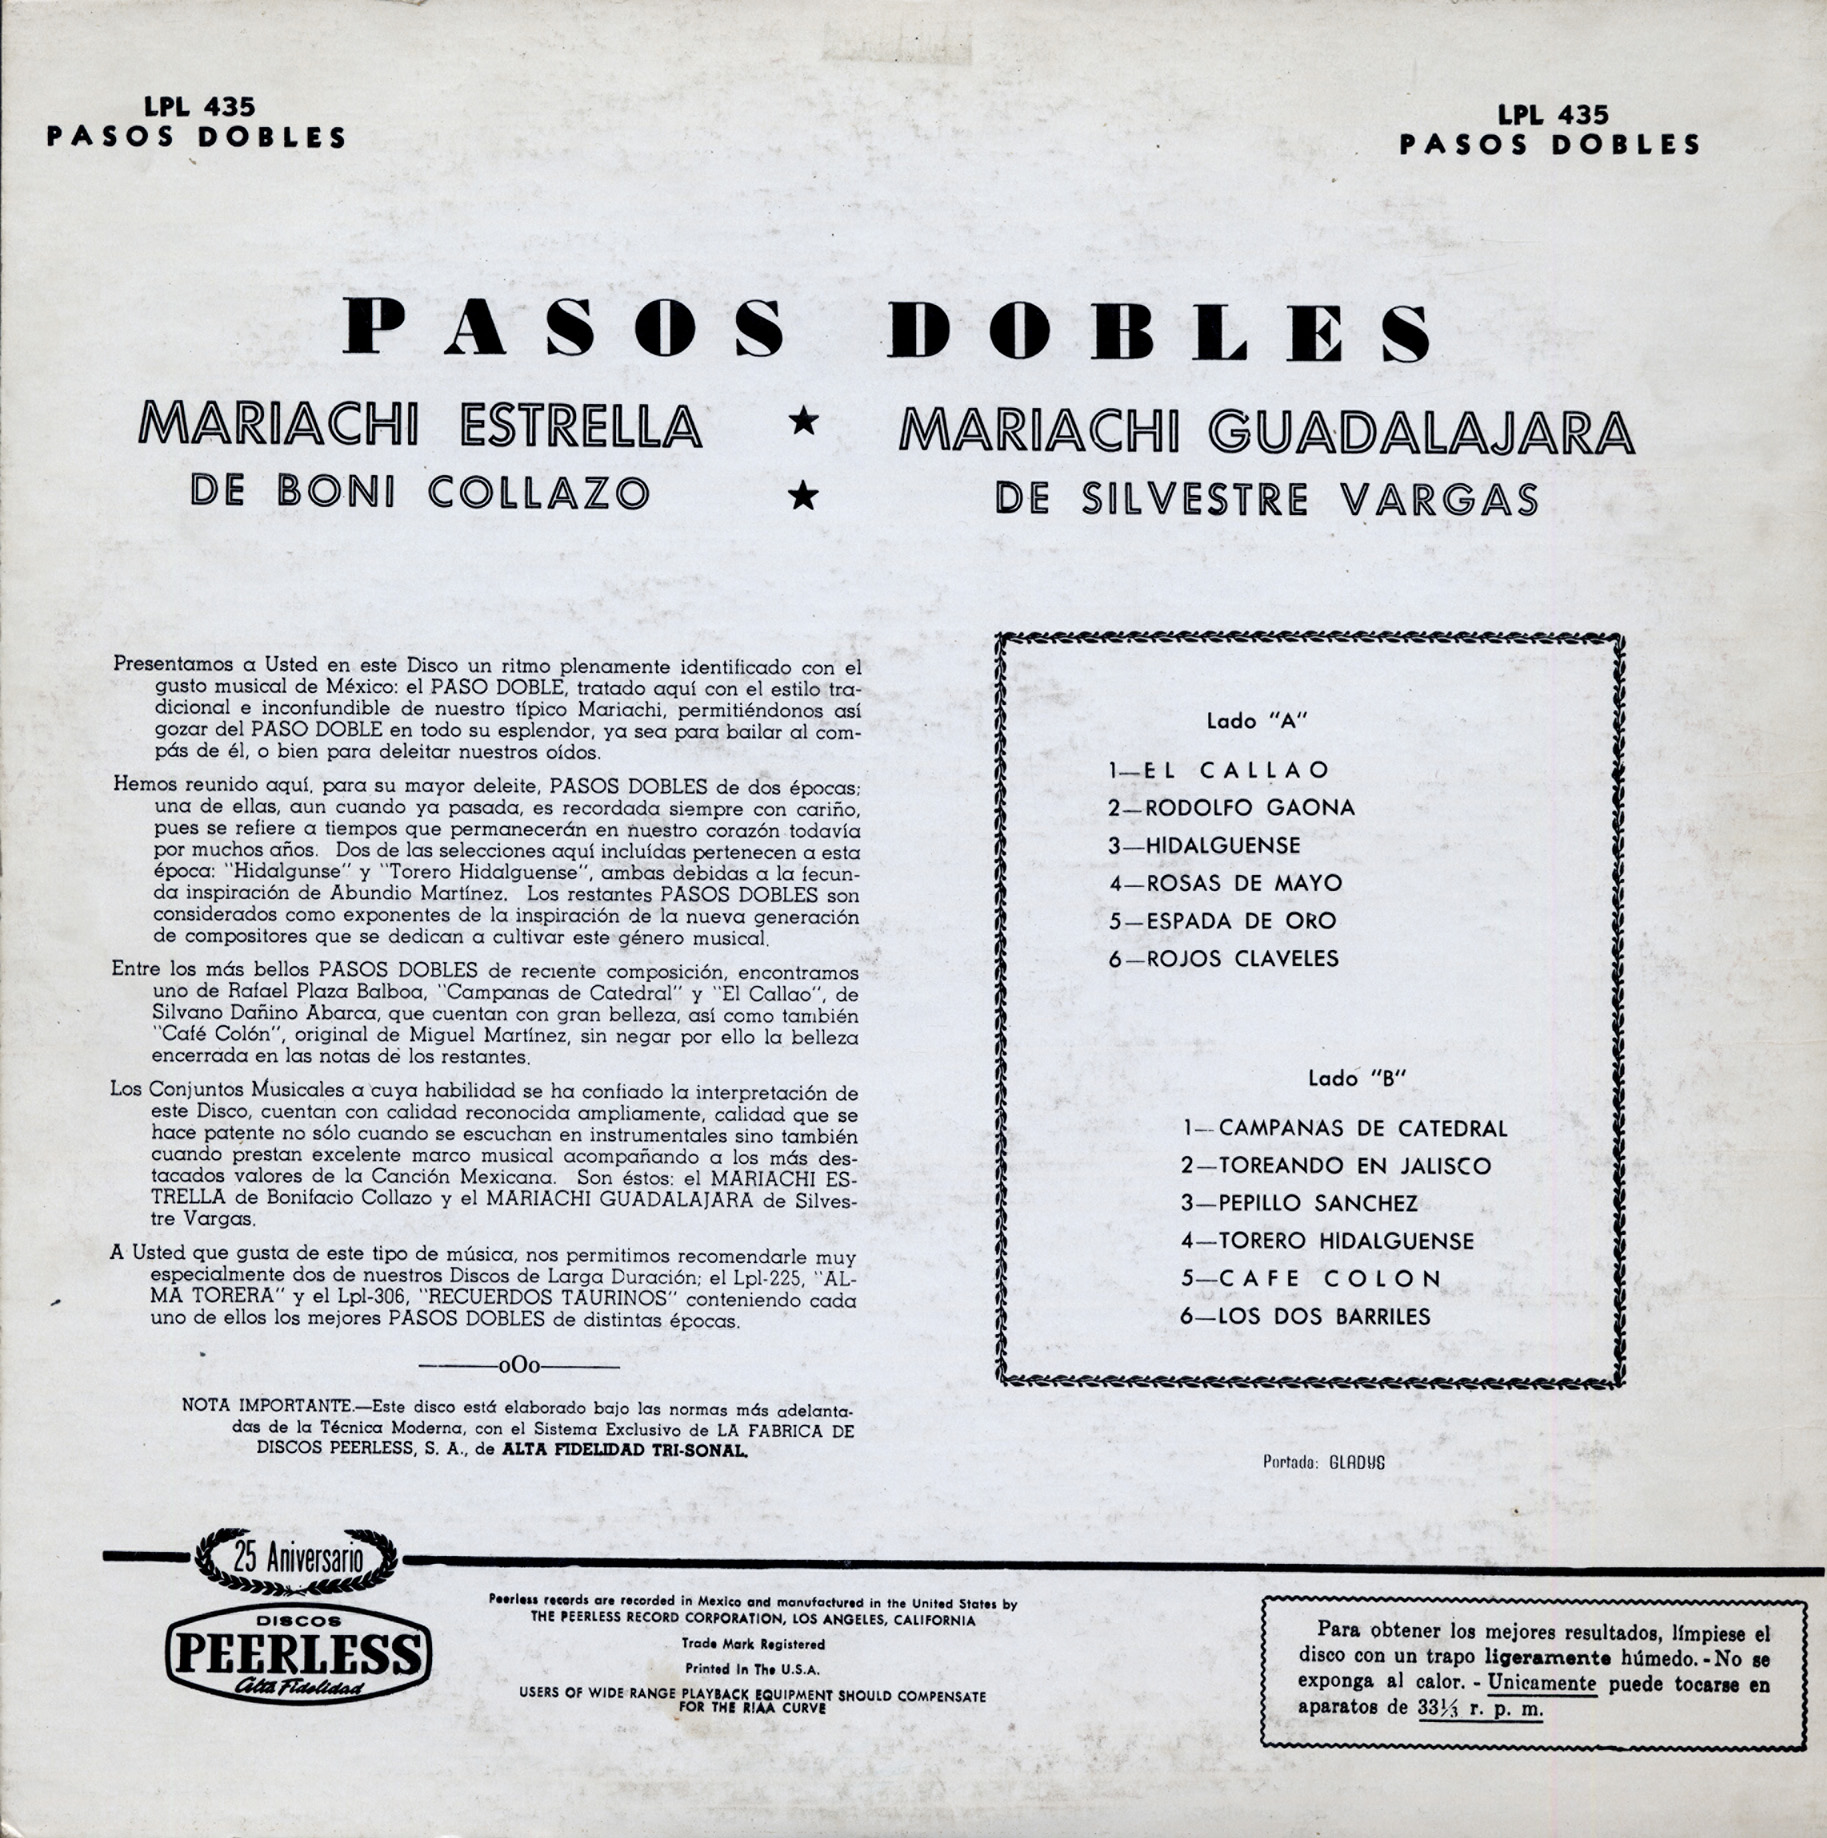 LPL 435
PASOS DOBLES
LPL 435
PASOS DOBLES
PASOS DOBLES
MARIACHI ESTRELLA ★ MARIACHI GUADALAJARA
DE BONI COLLAZO ★ DE SILVESTRE VARGAS
Presentamos a Usted en este Disco un ritmo plenamente identificado con el
gusto musical de México: el PASO DOBLE, tratado aquí con el estilo tra-
dicional e inconfundible de nuestro típico Mariachi, permitiéndonos así
gozar del PASO DOBLE en todo su esplendor, ya sea para bailar al com-
pás de él, o bien para deleitar nuestros oídos.
Hemos reunido aquí, para su mayor deleite, PASOS DOBLES de dos épocas;
una de ellas, aun cuando ya pasada, es recordada siempre con cariño,
pues se refiere a tiempos que permanecerán en nuestro corazón todavía
por muchos años. Dos de las selecciones aquí incluídas pertenecen a esta
época: "Hidalgunse" y "Torero Hidalguense", ambas debidas a la fecun-
da inspiración de Abundio Martínez. Los restantes PASOS DOBLES son
considerados como exponentes de la inspiración de la nueva generación
de compositores que se dedican a cultivar este género musical.
Entre los más bellos PASOS DOBLES de reciente composición, encontramos
uno de Rafael Plaza Balboa, "Campanas de Catedral" y "El Callao", de
Silvano Dañino Abarca, que cuentan con gran belleza, así como también
"Café Colón", original de Miguel Martínez, sin negar por ello la belleza
encerrada en las notas de los restantes.
Los Conjuntos Musicales a cuya habilidad se ha confiado la interpretación de
este Disco, cuentan con calidad reconocida ampliamente, calidad que se
hace patente no sólo cuando se escuchan en instrumentales sino también
cuando prestan excelente marco musical acompañando a los más des-
tacados valores de la Canción Mexicana. Son éstos: el MARIACHI ES-
TRELLA de Bonifacio Collazo y el MARIACHI GUADALAJARA de Silves-
tre Vargas.
A Usted que gusta de este tipo de música, nos permitimos recomendarle muy
especialmente dos de nuestros Discos de Larga Duración; el Lpl-225, "AL-
MA TORERA" y el Lpl-306, "RECUERDOS TAURINOS" conteniendo cada
uno de ellos los mejores PASOS DOBLES de distintas épocas.
oOo
NOTA IMPORTANTE.—Este disco está elaborado bajo las normas más adelanta-
das de la Técnica Moderna, con el Sistema Exclusivo de LA FABRICA DE
DISCOS PEERLESS, S. A., de ALTA FIDELIDAD TRI-SONAL.
Lado "A"
1—EL CALLAO
2—RODOLFO GAONA
3—HIDALGUENSE
4—ROSAS DE MAYO
5—ESPADA DE ORO
6—ROJOS CLAVELES
Lado "B"
1—CAMPANAS DE CATEDRAL
2—TOREANDO EN JALISCO
3—PEPILLO SANCHEZ
4—TORERO HIDALGUENSE
5—CAFE COLON
6—LOS DOS BARRILES
Portada: GLADYS
25 Aniversario
DISCOS
PEERLESS
Alta Fidelidad
Peerless records are recorded in Mexico and manufactured in the United States by
THE PEERLESS RECORD CORPORATION, LOS ANGELES, CALIFORNIA
Trade Mark Registered
Printed In The U.S.A.
USERS OF WIDE RANGE PLAYBACK EQUIPMENT SHOULD COMPENSATE
FOR THE RIAA CURVE
Para obtener los mejores resultados, límpiese el
disco con un trapo ligeramente húmedo. - No se
exponga al calor. - Unicamente puede tocarse en
aparatos de 33⅓ r. p. m.